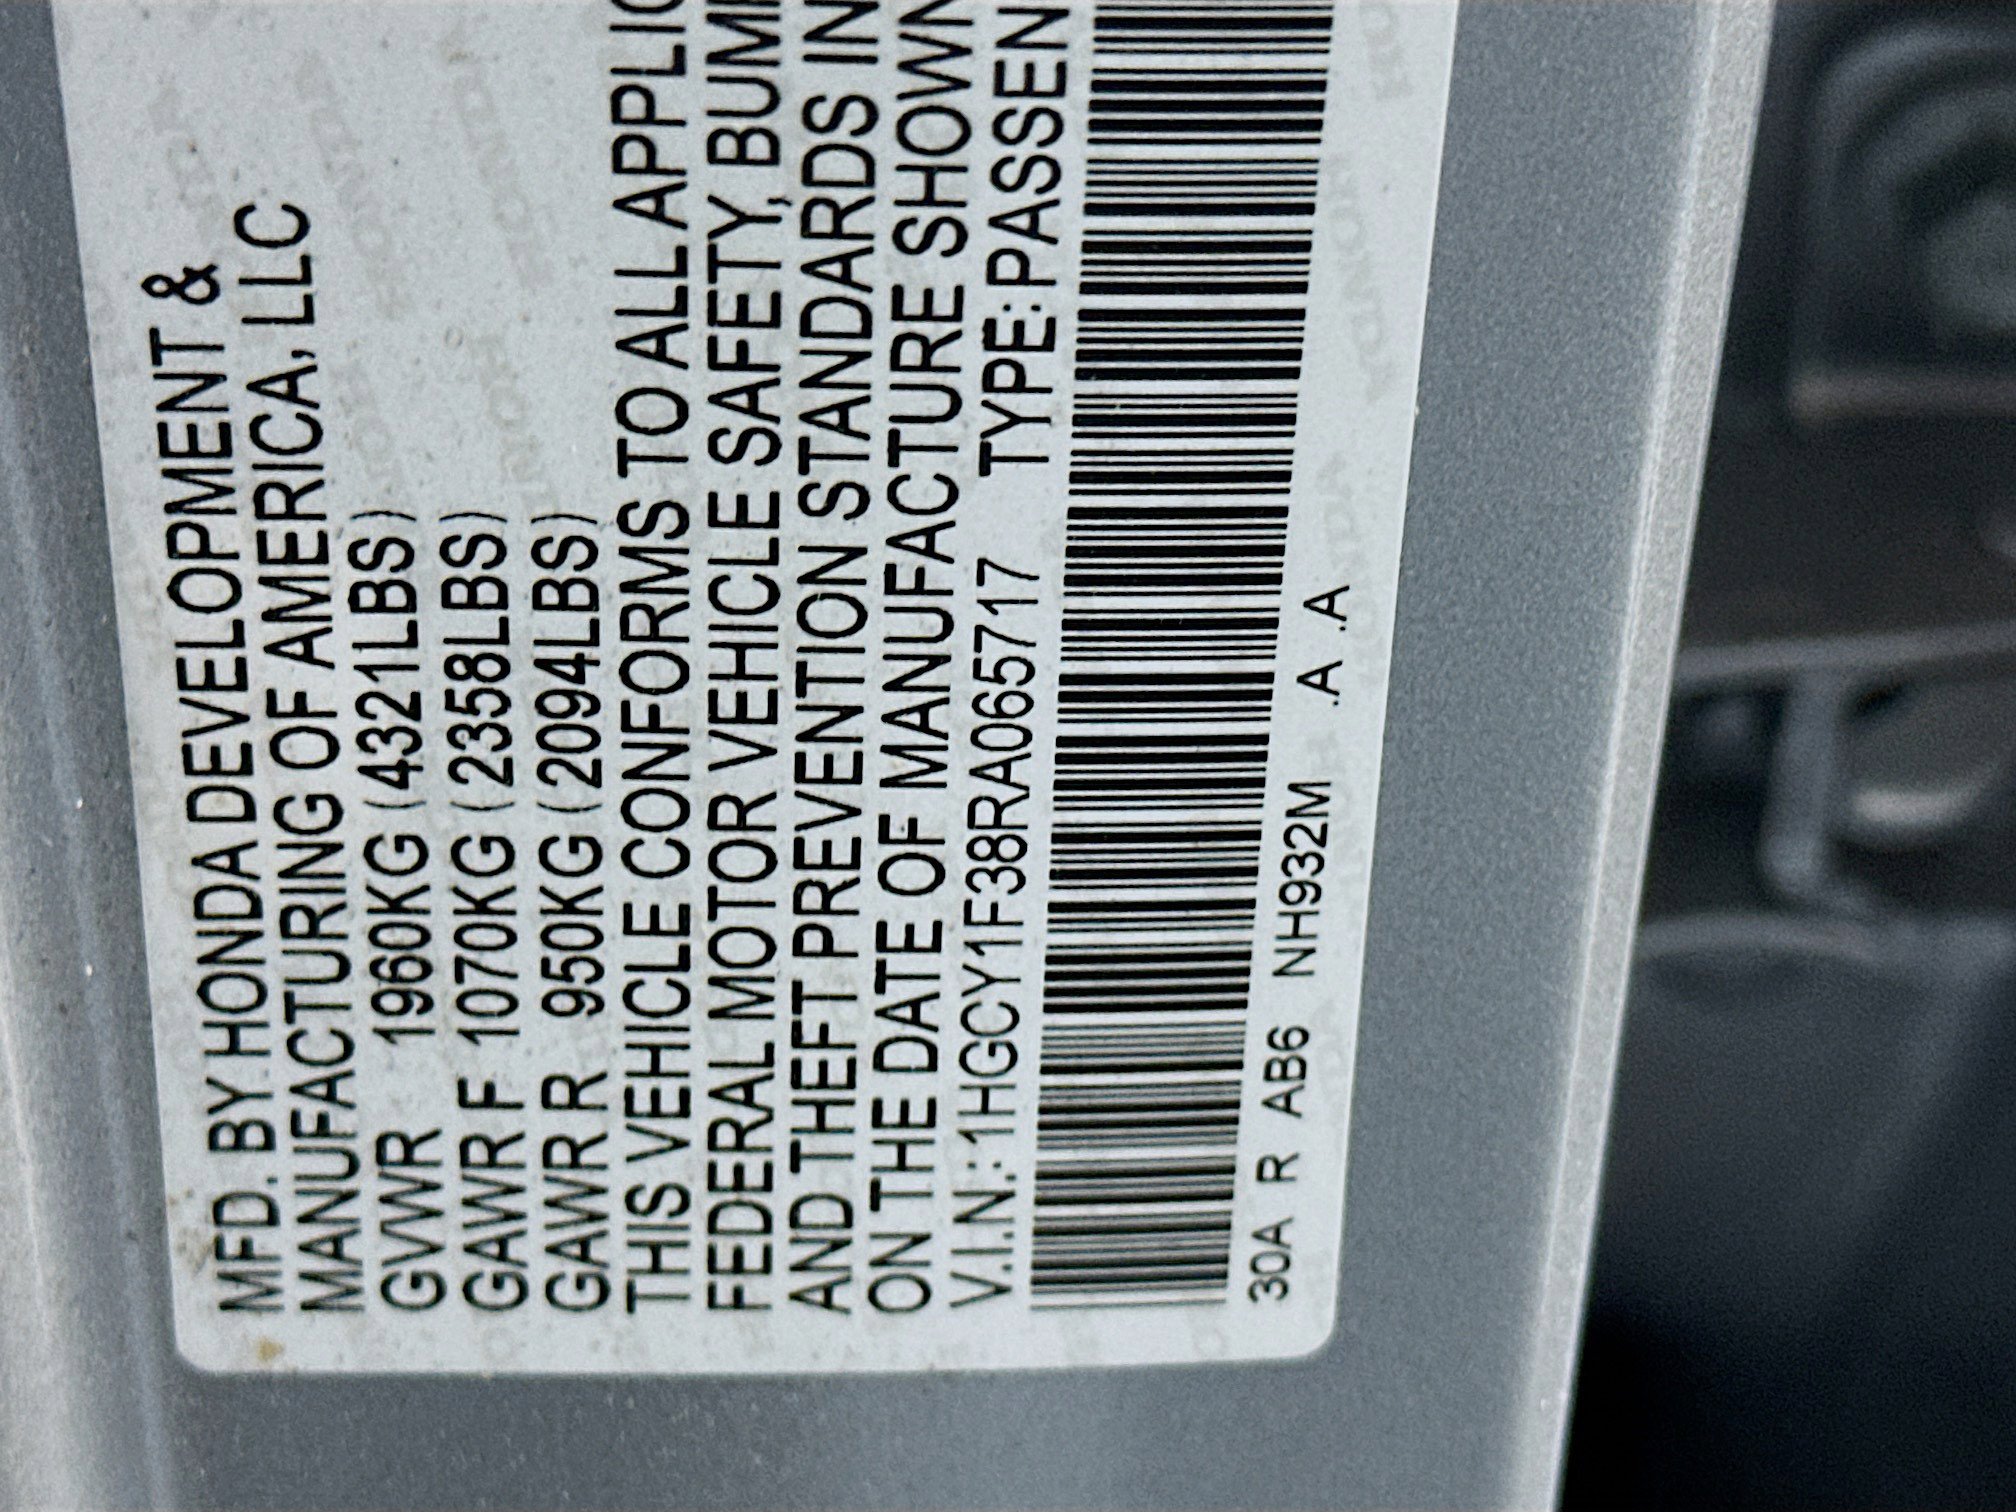 MFD. BY HONDA DEVELOPMENT &
MANUFACTURING OF AMERICA, LLC
GVWR 1960KG (4321LBS)
GAWR F 1070KG (2358LBS)
GAWR R 950KG (2094LBS)
THIS VEHICLE CONFORMS TO ALL APPLIC
FEDERAL MOTOR VEHICLE SAFETY, BUM
AND THEFT PREVENTION STANDARDS IN
ON THE DATE OF MANUFACTURE SHOWN
V.I.N.: 1HGCY1F38RA065717 TYPE:PASSEN
30A R AB6 NH932M .A .A